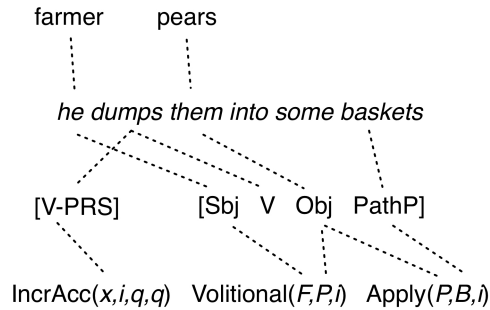 farmer pears
he dumps them into some baskets
[V-PRS] [Sbj V Obj PathP]
IncrAcc(x,i,q,q) Volitional(F,P,i) Apply(P,B,i)